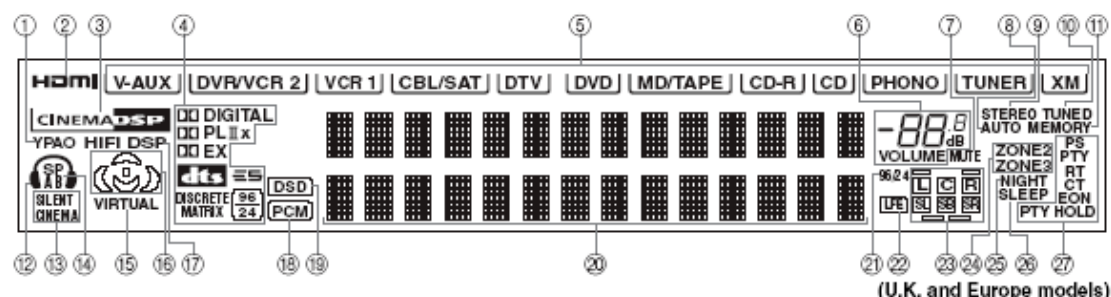 ① ② ③ ④ ⑤ ⑥ ⑦ ⑧ ⑨ ⑩ ⑪
HDMI V-AUX DVR/VCR 2 VCR 1 CBL/SAT DTV DVD MD/TAPE CD-R CD PHONO TUNER XM
CINEMA DSP
YPAO HIFI DSP
SP
A B
SILENT
CINEMA
VIRTUAL
DIGITAL
PL II x
EX
dts ES
DISCRETE
MATRIX
96
24
DSD
PCM
-88.8
dB
VOLUME MUTE
STEREO TUNED
AUTO MEMORY
96/24
LFE
L C R
SL SB SR
ZONE2
ZONE3
NIGHT
SLEEP
PS
PTY
RT
CT
EON
PTY HOLD
⑫ ⑬ ⑭ ⑮ ⑯ ⑰ ⑱ ⑲ ⑳ ㉑ ㉒ ㉓ ㉔ ㉕ ㉖ ㉗
(U.K. and Europe models)